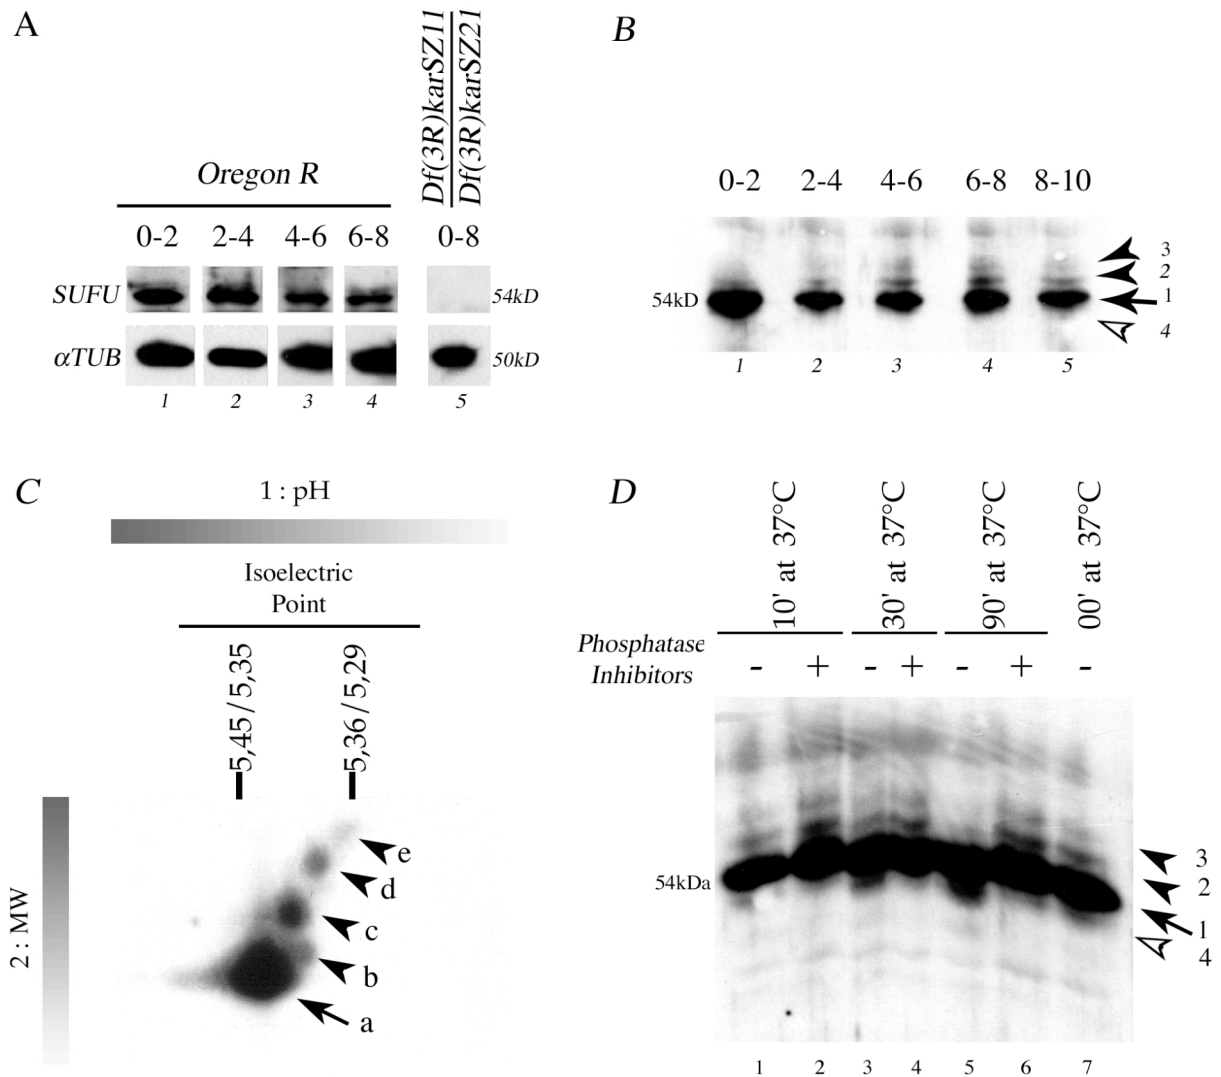 A
Df(3R)karSZ11
Df(3R)karSZ21
Oregon R
0-2 2-4 4-6 6-8 0-8
SUFU 54kD
αTUB 50kD
1 2 3 4 5
B
0-2 2-4 4-6 6-8 8-10
3
2
54kD 1
4
1 2 3 4 5
C
1 : pH
Isoelectric
Point
5,45 / 5,35
5,36 / 5,29
2 : MW
e
d
c
b
a
D
10' at 37°C
30' at 37°C
90' at 37°C
00' at 37°C
Phosphatase
Inhibitors
- + - + - + -
54kDa
3
2
1
4
1 2 3 4 5 6 7